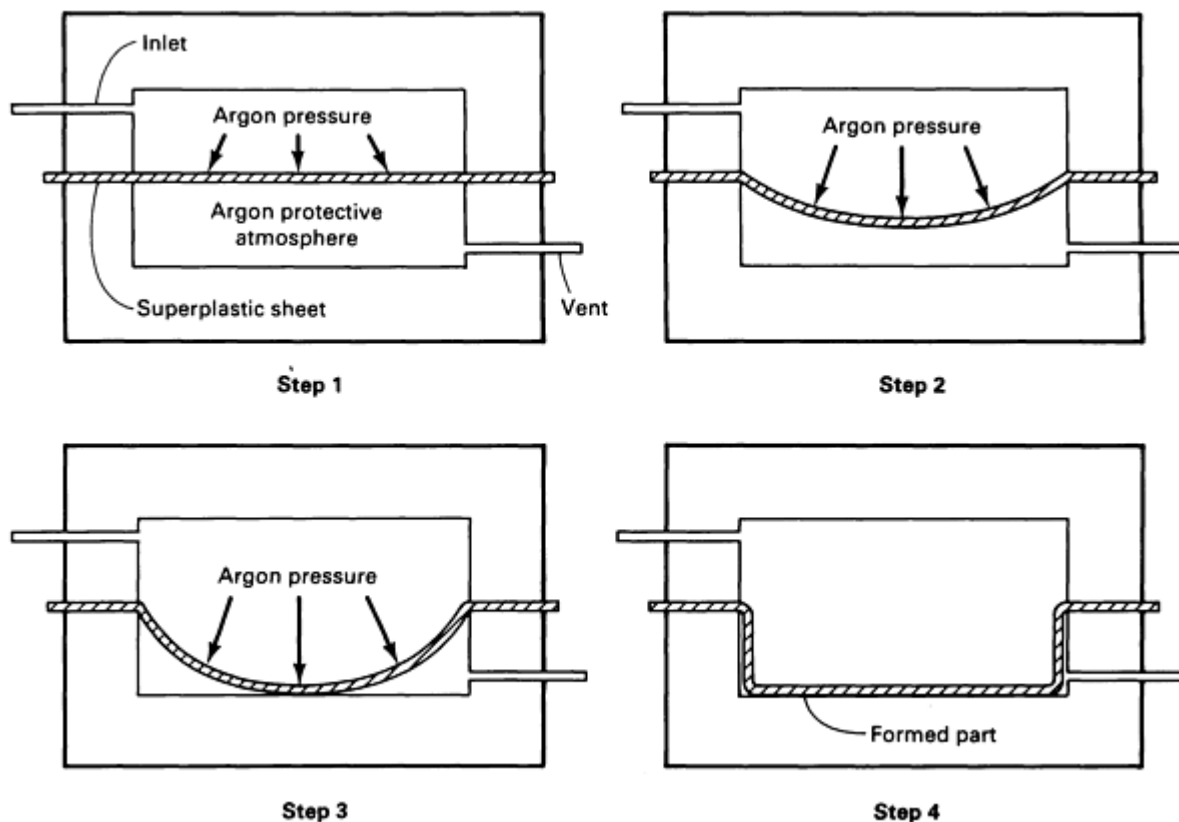 Inlet
Argon pressure
Argon protective
atmosphere
Superplastic sheet
Vent
Step 1
Argon pressure
Step 2
Argon pressure
Step 3
Formed part
Step 4